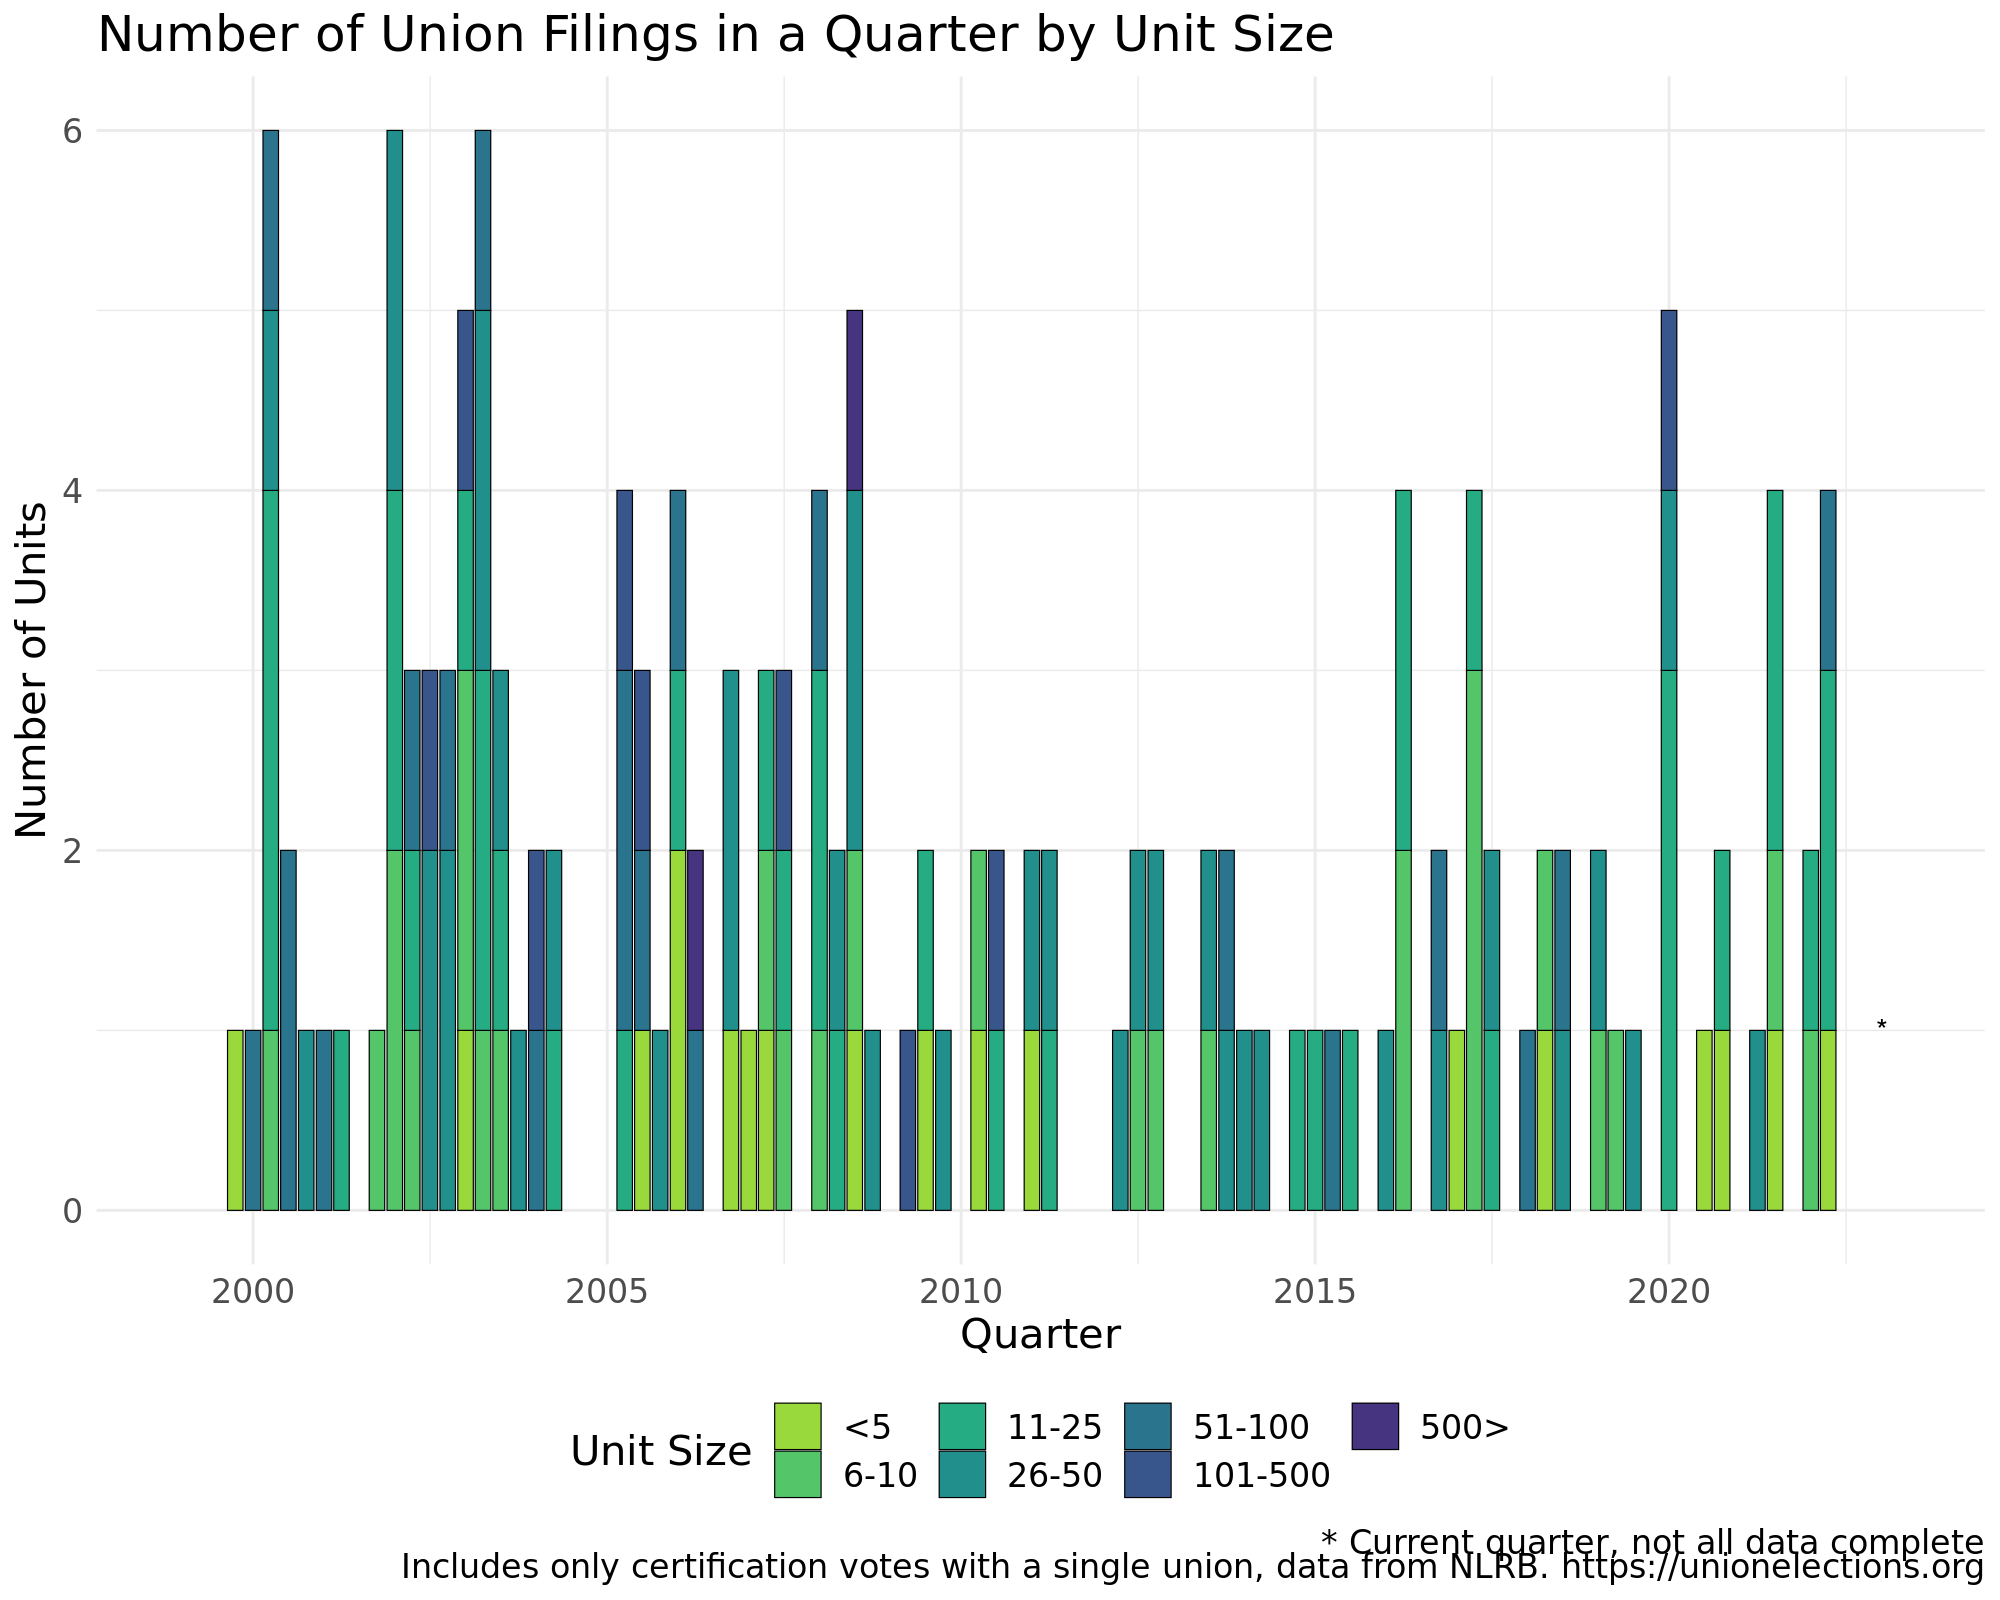 Number of Union Filings in a Quarter by Unit Size
Number of Units
6
4
2
0
*
2000 2005 2010 2015 2020
Quarter
Unit Size
<5 11-25 51-100 500>
6-10 26-50 101-500
* Current quarter, not all data complete
Includes only certification votes with a single union, data from NLRB. https://unionelections.org